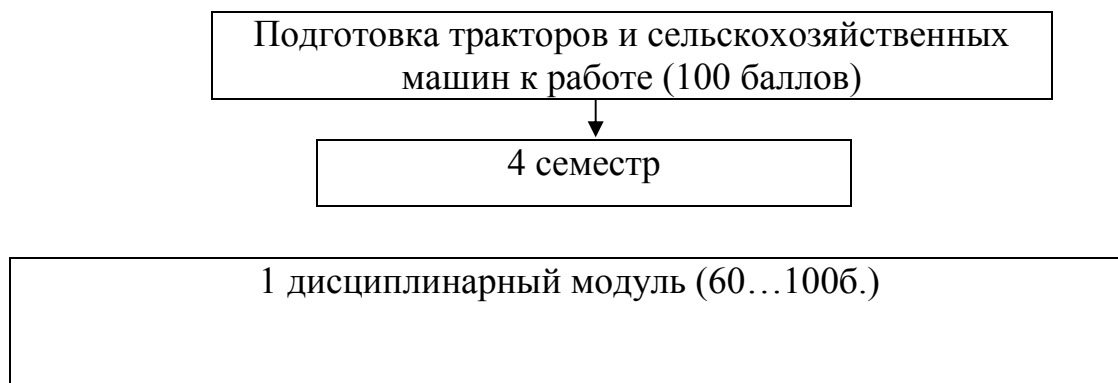 Подготовка тракторов и сельскохозяйственных
машин к работе (100 баллов)
4 семестр
1 дисциплинарный модуль (60…100б.)